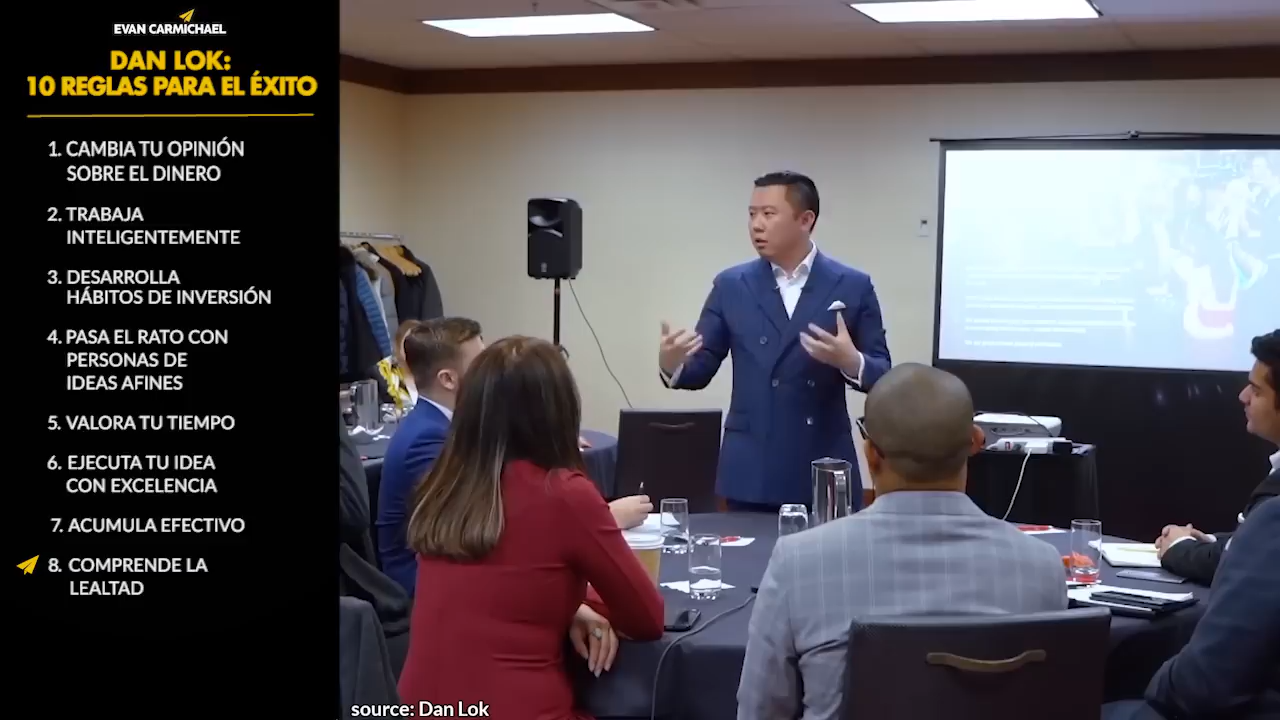 EVAN CARMICHAEL
DAN LOK:
10 REGLAS PARA EL ÉXITO
1. CAMBIA TU OPINIÓN
SOBRE EL DINERO
2. TRABAJA
INTELIGENTEMENTE
3. DESARROLLA
HÁBITOS DE INVERSIÓN
4. PASA EL RATO CON
PERSONAS DE
IDEAS AFINES
5. VALORA TU TIEMPO
6. EJECUTA TU IDEA
CON EXCELENCIA
7. ACUMULA EFECTIVO
8. COMPRENDE LA
LEALTAD
source: Dan Lok